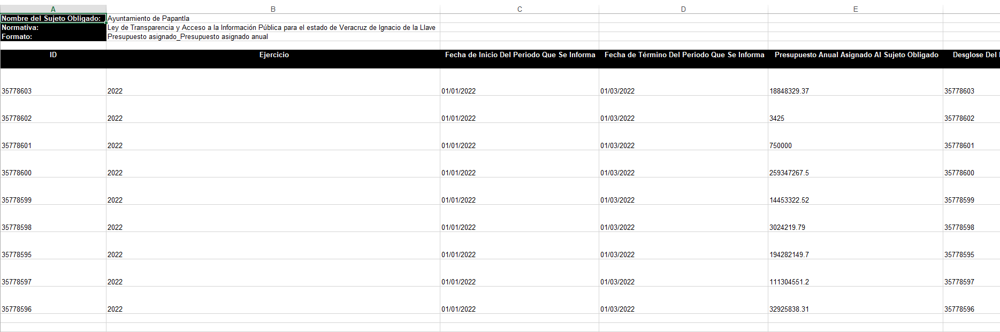 A B C D E
Nombre del Sujeto Obligado: Ayuntamiento de Papantla
Normativa: Ley de Transparencia y Acceso a la Información Pública para el estado de Veracruz de Ignacio de la Llave
Formato: Presupuesto asignado_Presupuesto asignado anual
ID Ejercicio Fecha de Inicio Del Periodo Que Se Informa Fecha de Término Del Periodo Que Se Informa Presupuesto Anual Asignado Al Sujeto Obligado Desglose Del
35778603 2022 01/01/2022 01/03/2022 18848329.37 35778603
35778602 2022 01/01/2022 01/03/2022 3425 35778602
35778601 2022 01/01/2022 01/03/2022 750000 35778601
35778600 2022 01/01/2022 01/03/2022 259347267.5 35778600
35778599 2022 01/01/2022 01/03/2022 14453322.52 35778599
35778598 2022 01/01/2022 01/03/2022 3024219.79 35778598
35778595 2022 01/01/2022 01/03/2022 194282149.7 35778595
35778597 2022 01/01/2022 01/03/2022 111304551.2 35778597
35778596 2022 01/01/2022 01/03/2022 32925838.31 35778596